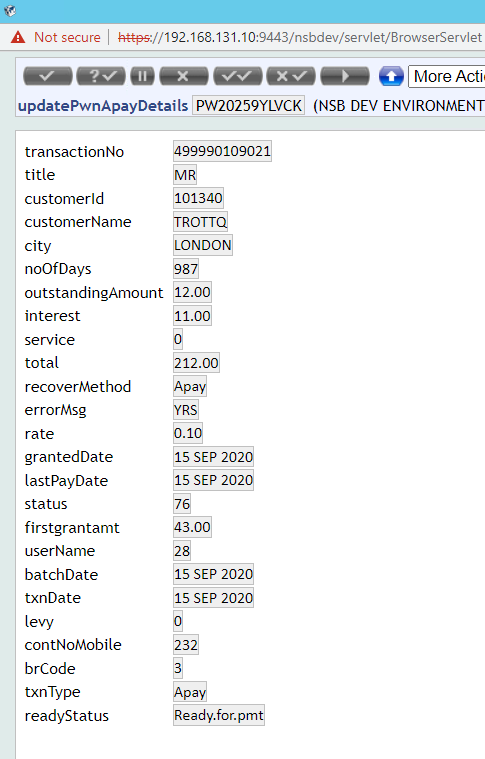 Not secure | https://192.168.131.10:9443/nsbdev/servlet/BrowserServlet
More Actio
updatePwnApayDetails PW20259YLVCK (NSB DEV ENVIRONMENT
transactionNo 499990109021
title MR
customerId 101340
customerName TROTTQ
city LONDON
noOfDays 987
outstandingAmount 12.00
interest 11.00
service 0
total 212.00
recoverMethod Apay
errorMsg YRS
rate 0.10
grantedDate 15 SEP 2020
lastPayDate 15 SEP 2020
status 76
firstgrantamt 43.00
userName 28
batchDate 15 SEP 2020
txnDate 15 SEP 2020
levy 0
contNoMobile 232
brCode 3
txnType Apay
readyStatus Ready.for.pmt